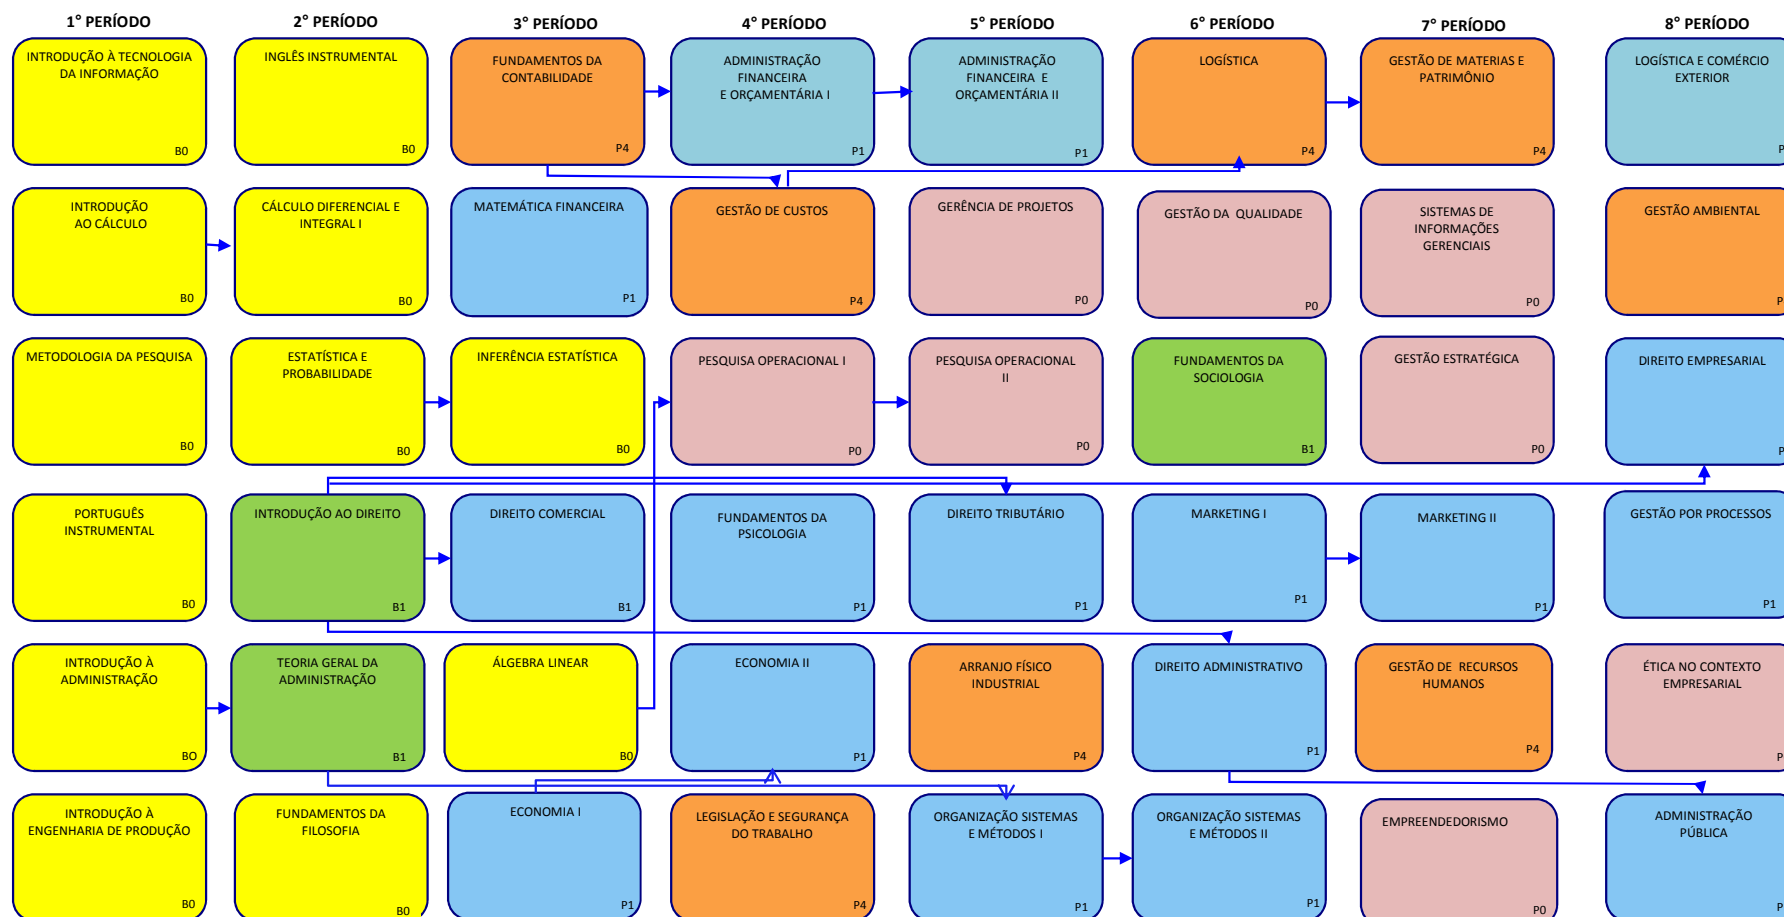 1° PERÍODO
2° PERÍODO
3° PERÍODO
4° PERÍODO
5° PERÍODO
6° PERÍODO
7° PERÍODO
8° PERÍODO
INTRODUÇÃO À TECNOLOGIA
DA INFORMAÇÃO
B0
INGLÊS INSTRUMENTAL
B0
FUNDAMENTOS DA
CONTABILIDADE
P4
ADMINISTRAÇÃO
FINANCEIRA
E ORÇAMENTÁRIA I
P1
ADMINISTRAÇÃO
FINANCEIRA E
ORÇAMENTÁRIA II
P1
LOGÍSTICA
P4
GESTÃO DE MATERIAS E
PATRIMÔNIO
P4
LOGÍSTICA E COMÉRCIO
EXTERIOR
P
INTRODUÇÃO
AO CÁLCULO
B0
CÁLCULO DIFERENCIAL E
INTEGRAL I
B0
MATEMÁTICA FINANCEIRA
P1
GESTÃO DE CUSTOS
P4
GERÊNCIA DE PROJETOS
P0
GESTÃO DA QUALIDADE
P0
SISTEMAS DE
INFORMAÇÕES
GERENCIAIS
P0
GESTÃO AMBIENTAL
P
METODOLOGIA DA PESQUISA
B0
ESTATÍSTICA E
PROBABILIDADE
B0
INFERÊNCIA ESTATÍSTICA
B0
PESQUISA OPERACIONAL I
P0
PESQUISA OPERACIONAL
II
P0
FUNDAMENTOS DA
SOCIOLOGIA
B1
GESTÃO ESTRATÉGICA
P0
DIREITO EMPRESARIAL
P
PORTUGUÊS
INSTRUMENTAL
B0
INTRODUÇÃO AO DIREITO
B1
DIREITO COMERCIAL
B1
FUNDAMENTOS DA
PSICOLOGIA
P1
DIREITO TRIBUTÁRIO
P1
MARKETING I
P1
MARKETING II
P1
GESTÃO POR PROCESSOS
P1
INTRODUÇÃO À
ADMINISTRAÇÃO
BO
TEORIA GERAL DA
ADMINISTRAÇÃO
B1
ÁLGEBRA LINEAR
B0
ECONOMIA II
P1
ARRANJO FÍSICO
INDUSTRIAL
P4
DIREITO ADMINISTRATIVO
P1
GESTÃO DE RECURSOS
HUMANOS
P4
ÉTICA NO CONTEXTO
EMPRESARIAL
P
INTRODUÇÃO À
ENGENHARIA DE PRODUÇÃO
B0
FUNDAMENTOS DA
FILOSOFIA
B0
ECONOMIA I
P1
LEGISLAÇÃO E SEGURANÇA
DO TRABALHO
P4
ORGANIZAÇÃO SISTEMAS
E MÉTODOS I
P1
ORGANIZAÇÃO SISTEMAS
E MÉTODOS II
P1
EMPREENDEDORISMO
P0
ADMINISTRAÇÃO
PÚBLICA
P